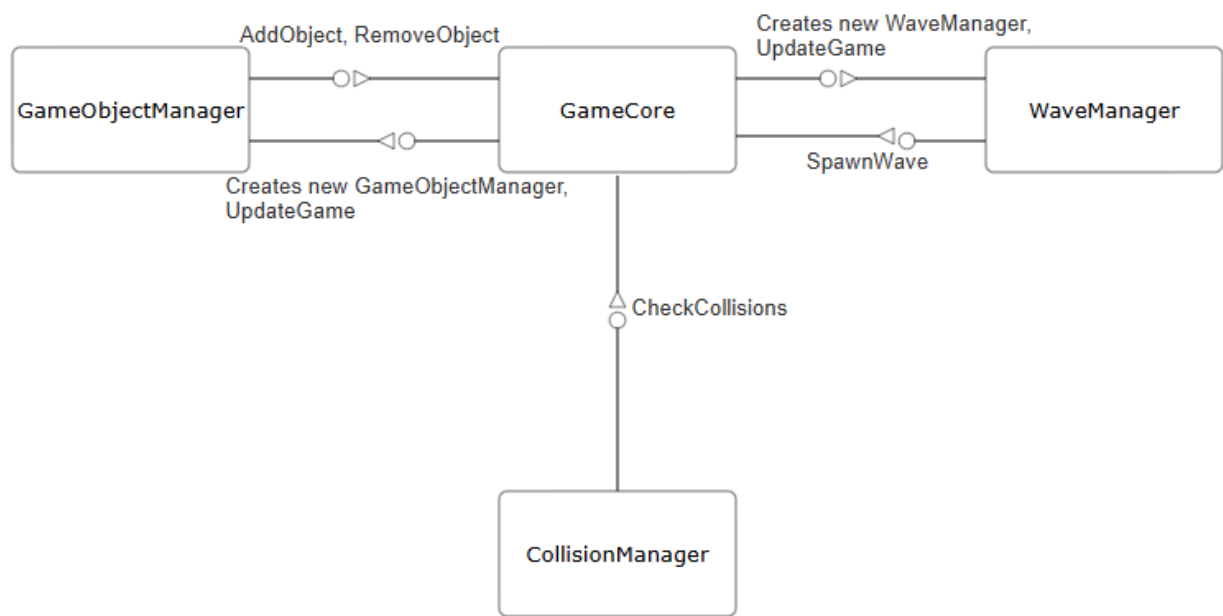 AddObject, RemoveObject
Creates new WaveManager,
UpdateGame
GameObjectManager
GameCore
WaveManager
Creates new GameObjectManager,
UpdateGame
SpawnWave
CheckCollisions
CollisionManager